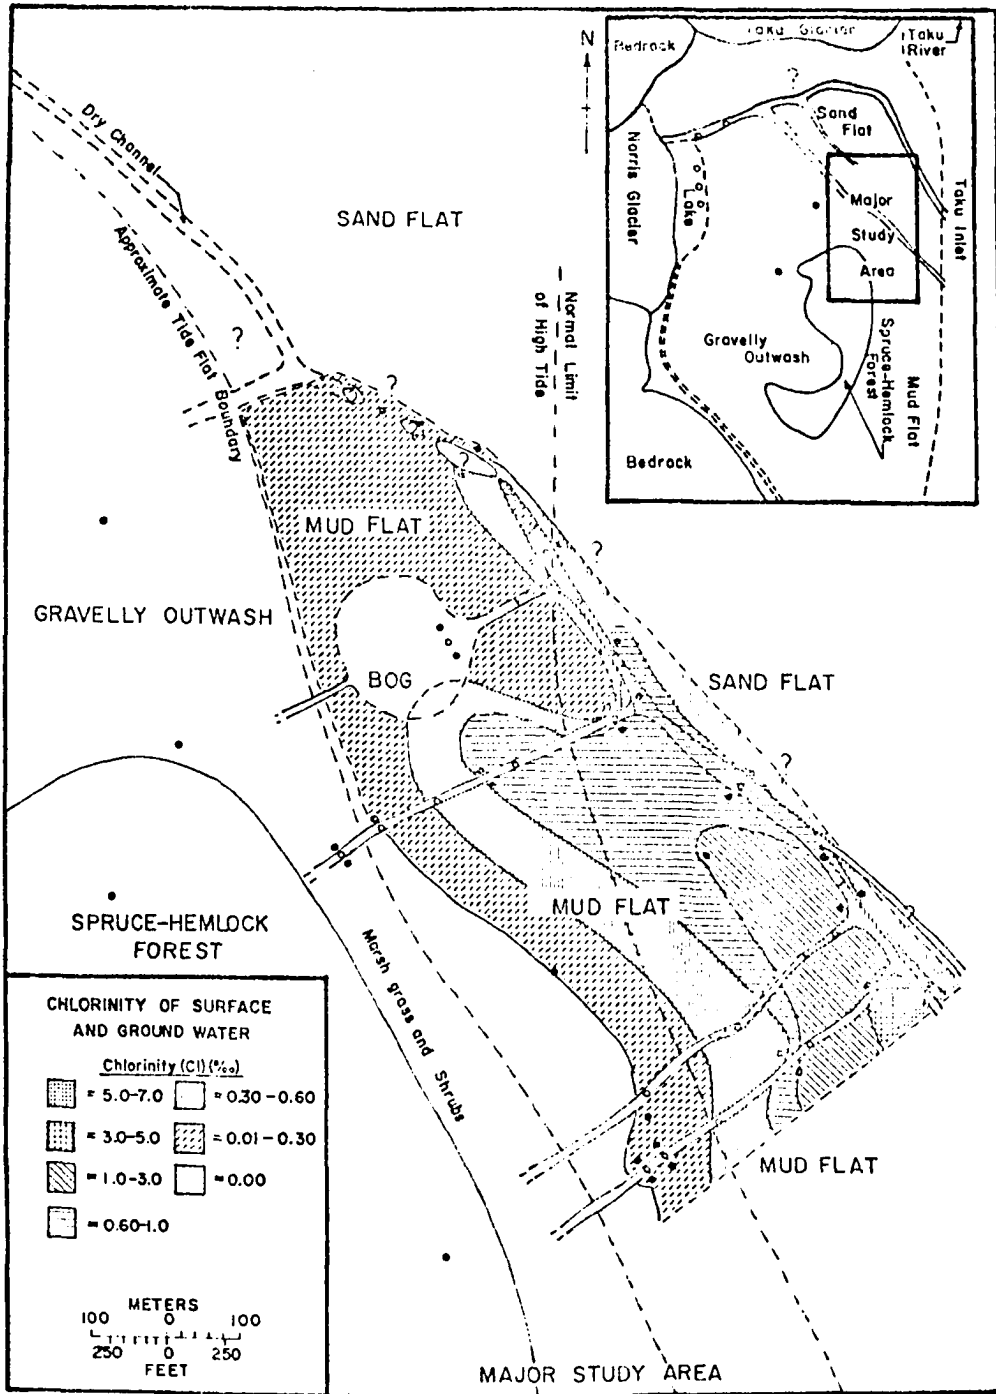 N
Taku Glacier
Taku
River
Bedrock
?
Sand
Flat
Norris Glacier
Lake
Major
Study
Area
Taku Inlet
Gravelly
Outwash
Spruce-Hemlock
Forest
Mud Flat
Bedrock
Dry Channel
SAND FLAT
Approximate Tide Flat Boundary
?
Normal Limit
of High Tide
?
?
MUD FLAT
?
GRAVELLY OUTWASH
BOG
SAND FLAT
?
MUD FLAT
?
SPRUCE-HEMLOCK
FOREST
Marsh grass and Shrubs
MUD FLAT
CHLORINITY OF SURFACE
AND GROUND WATER
Chlorinity (Cl) (‰)
= 5.0-7.0
= 0.30-0.60
= 3.0-5.0
= 0.01-0.30
= 1.0-3.0
= 0.00
= 0.60-1.0
METERS
100 0 100
250 0 250
FEET
MAJOR STUDY AREA